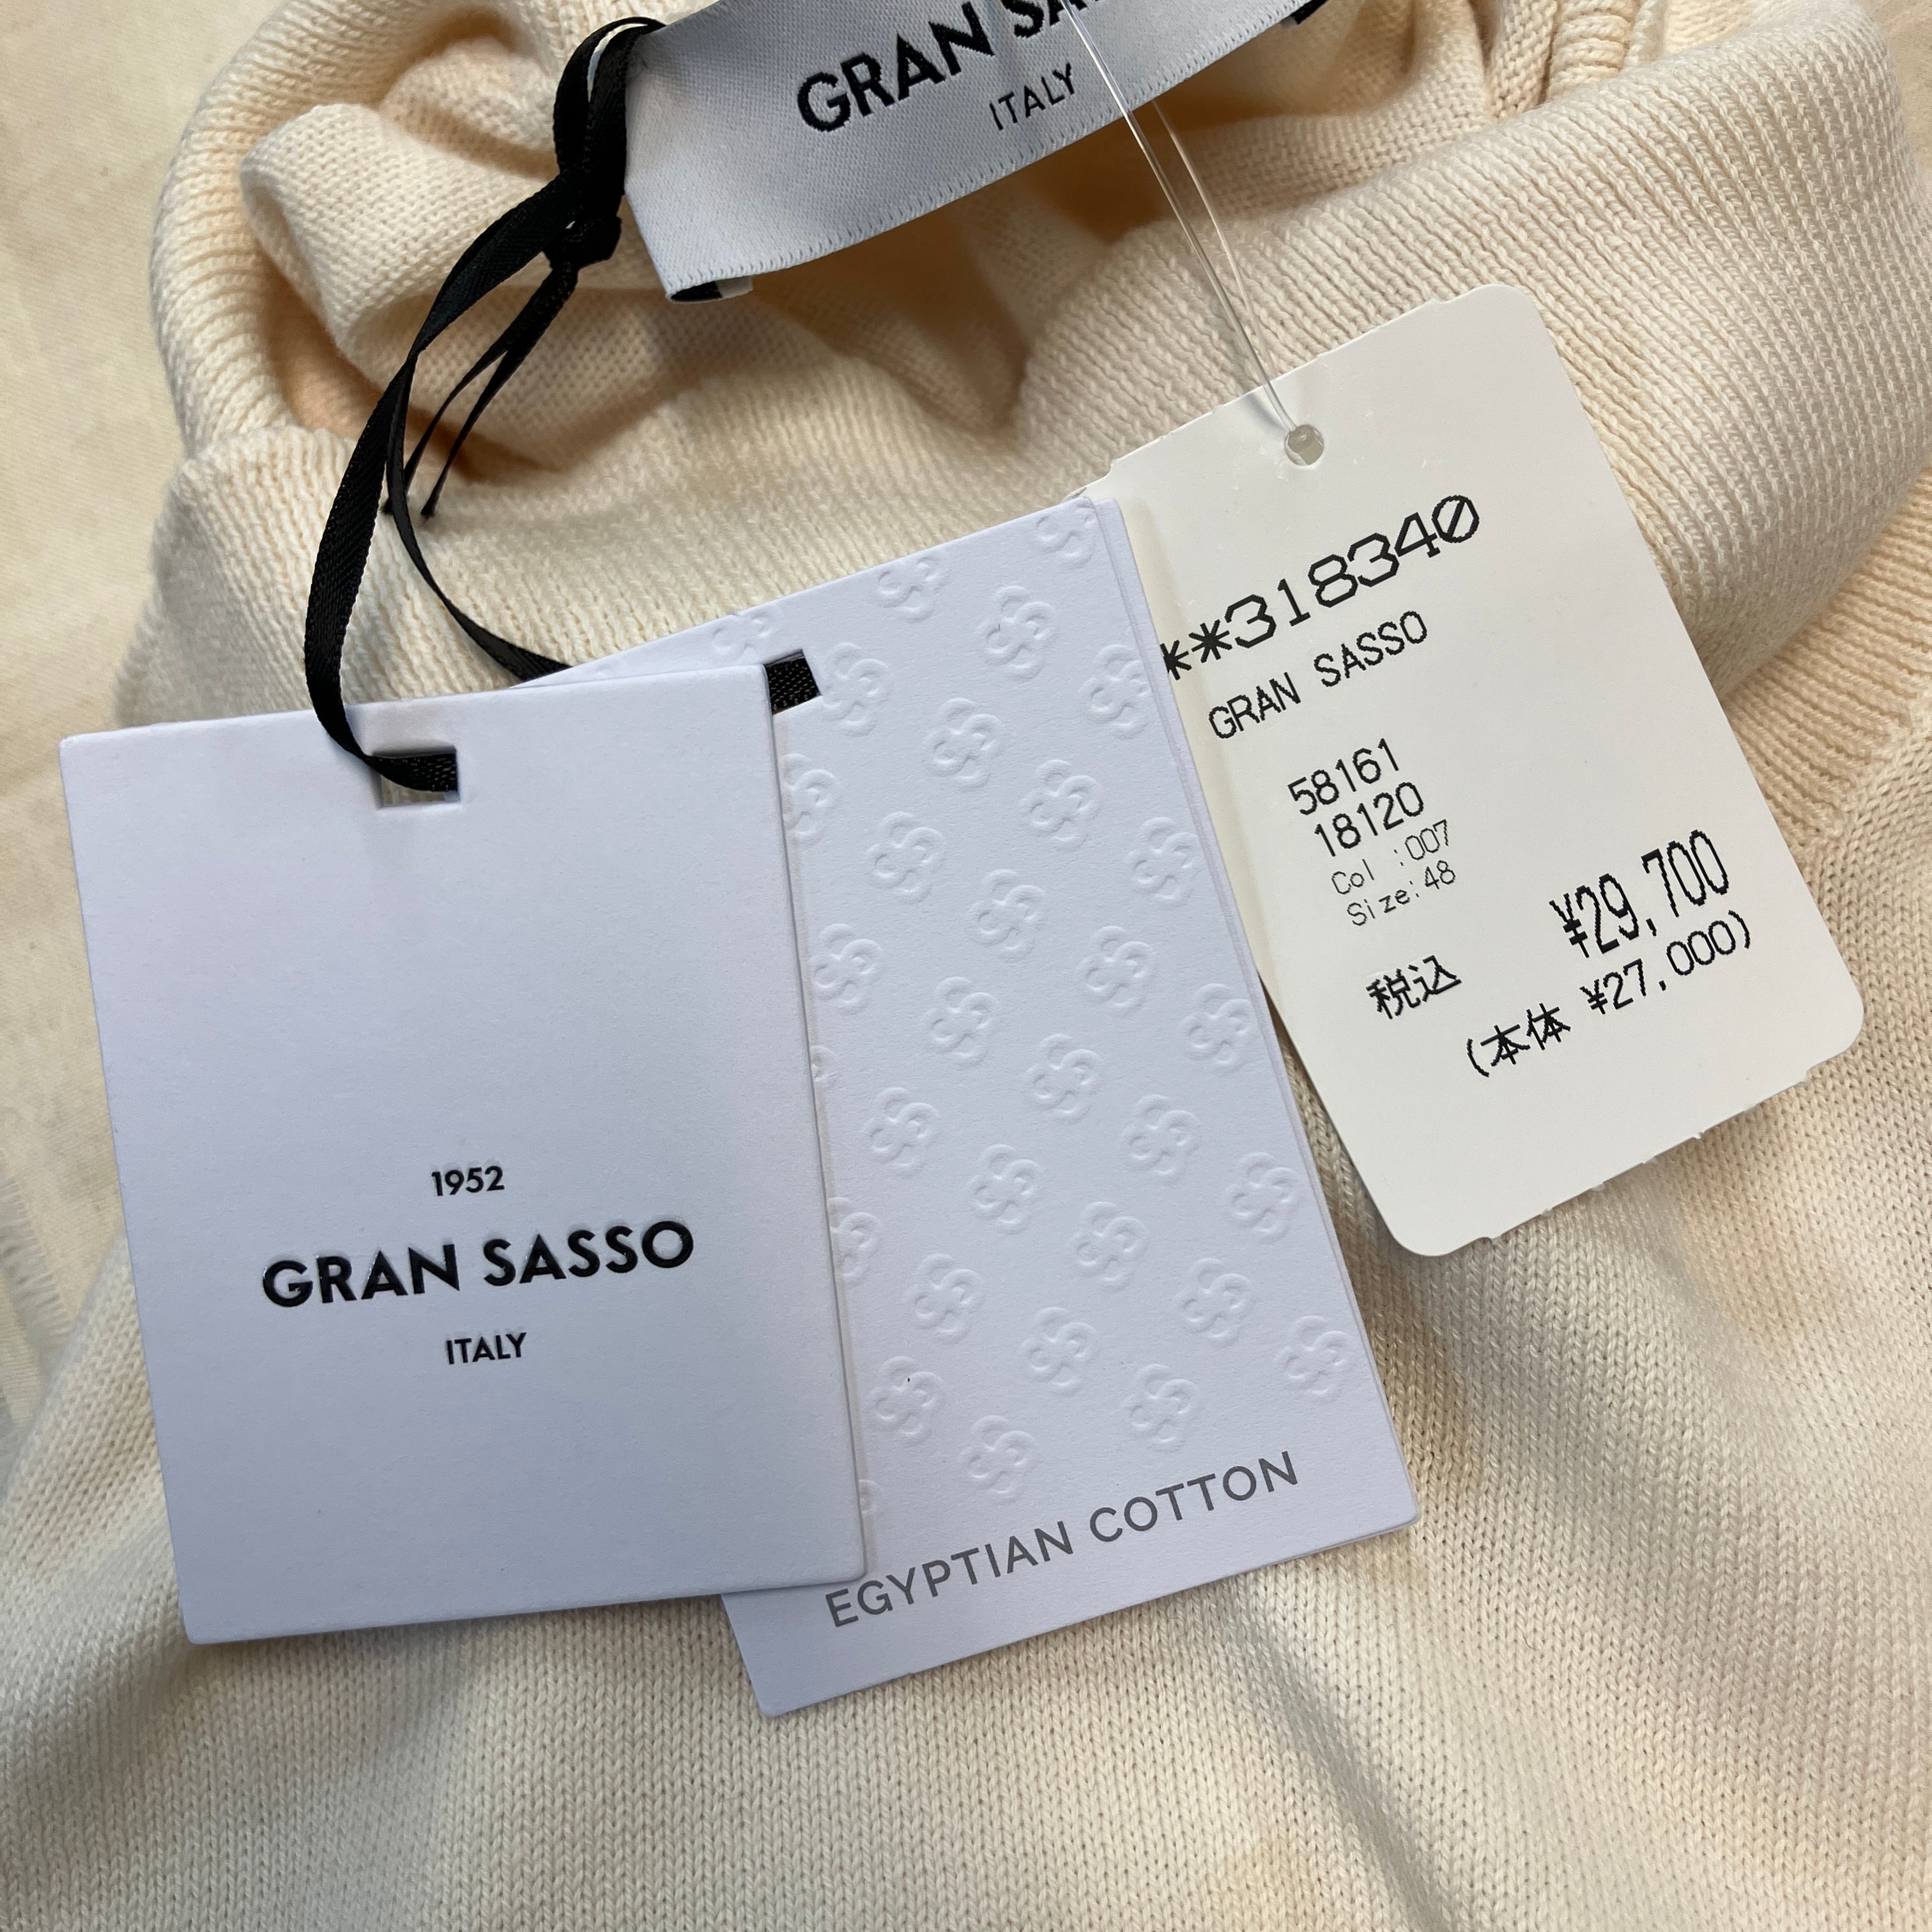 GRAN SA
ITALY
**318340
GRAN SASSO
58161
18120
Col :007
Size:48
¥29,700
税込
(本体 ¥27,000)
1952
GRAN SASSO
ITALY
EGYPTIAN COTTON